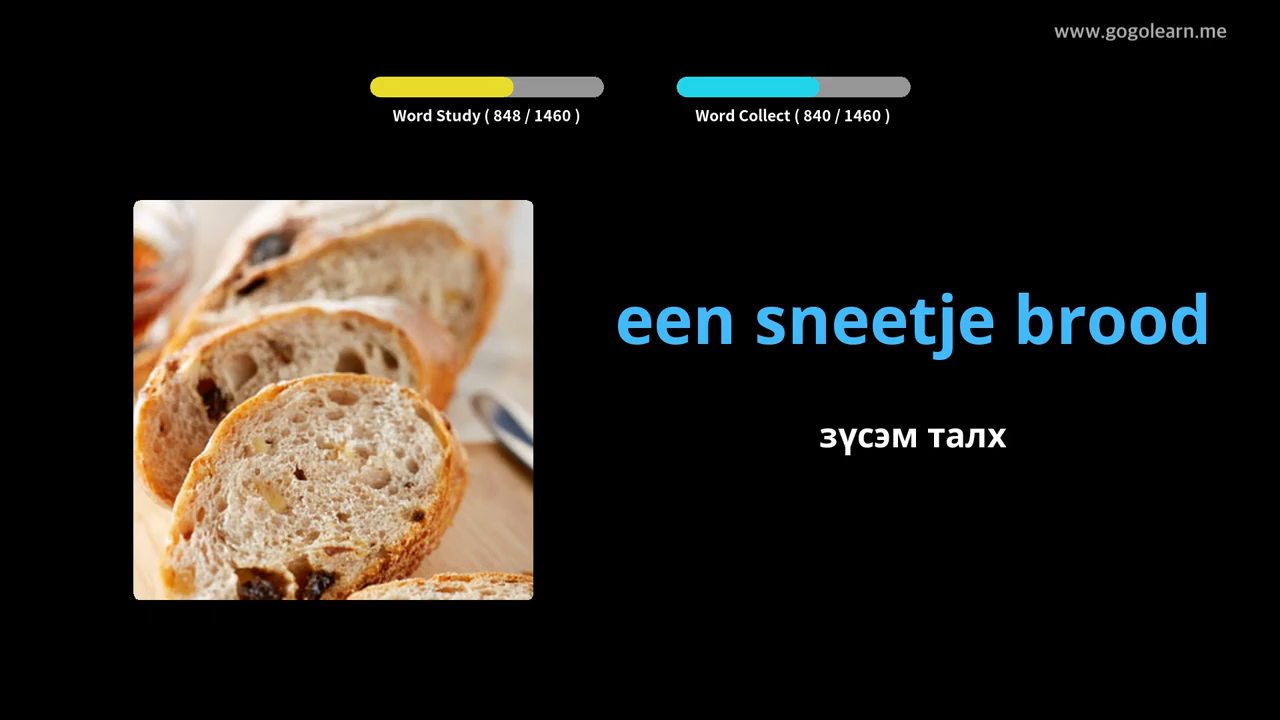 www.gogolearn.me
Word Study ( 848 / 1460 )
Word Collect ( 840 / 1460 )
een sneetje brood
зүсэм талх